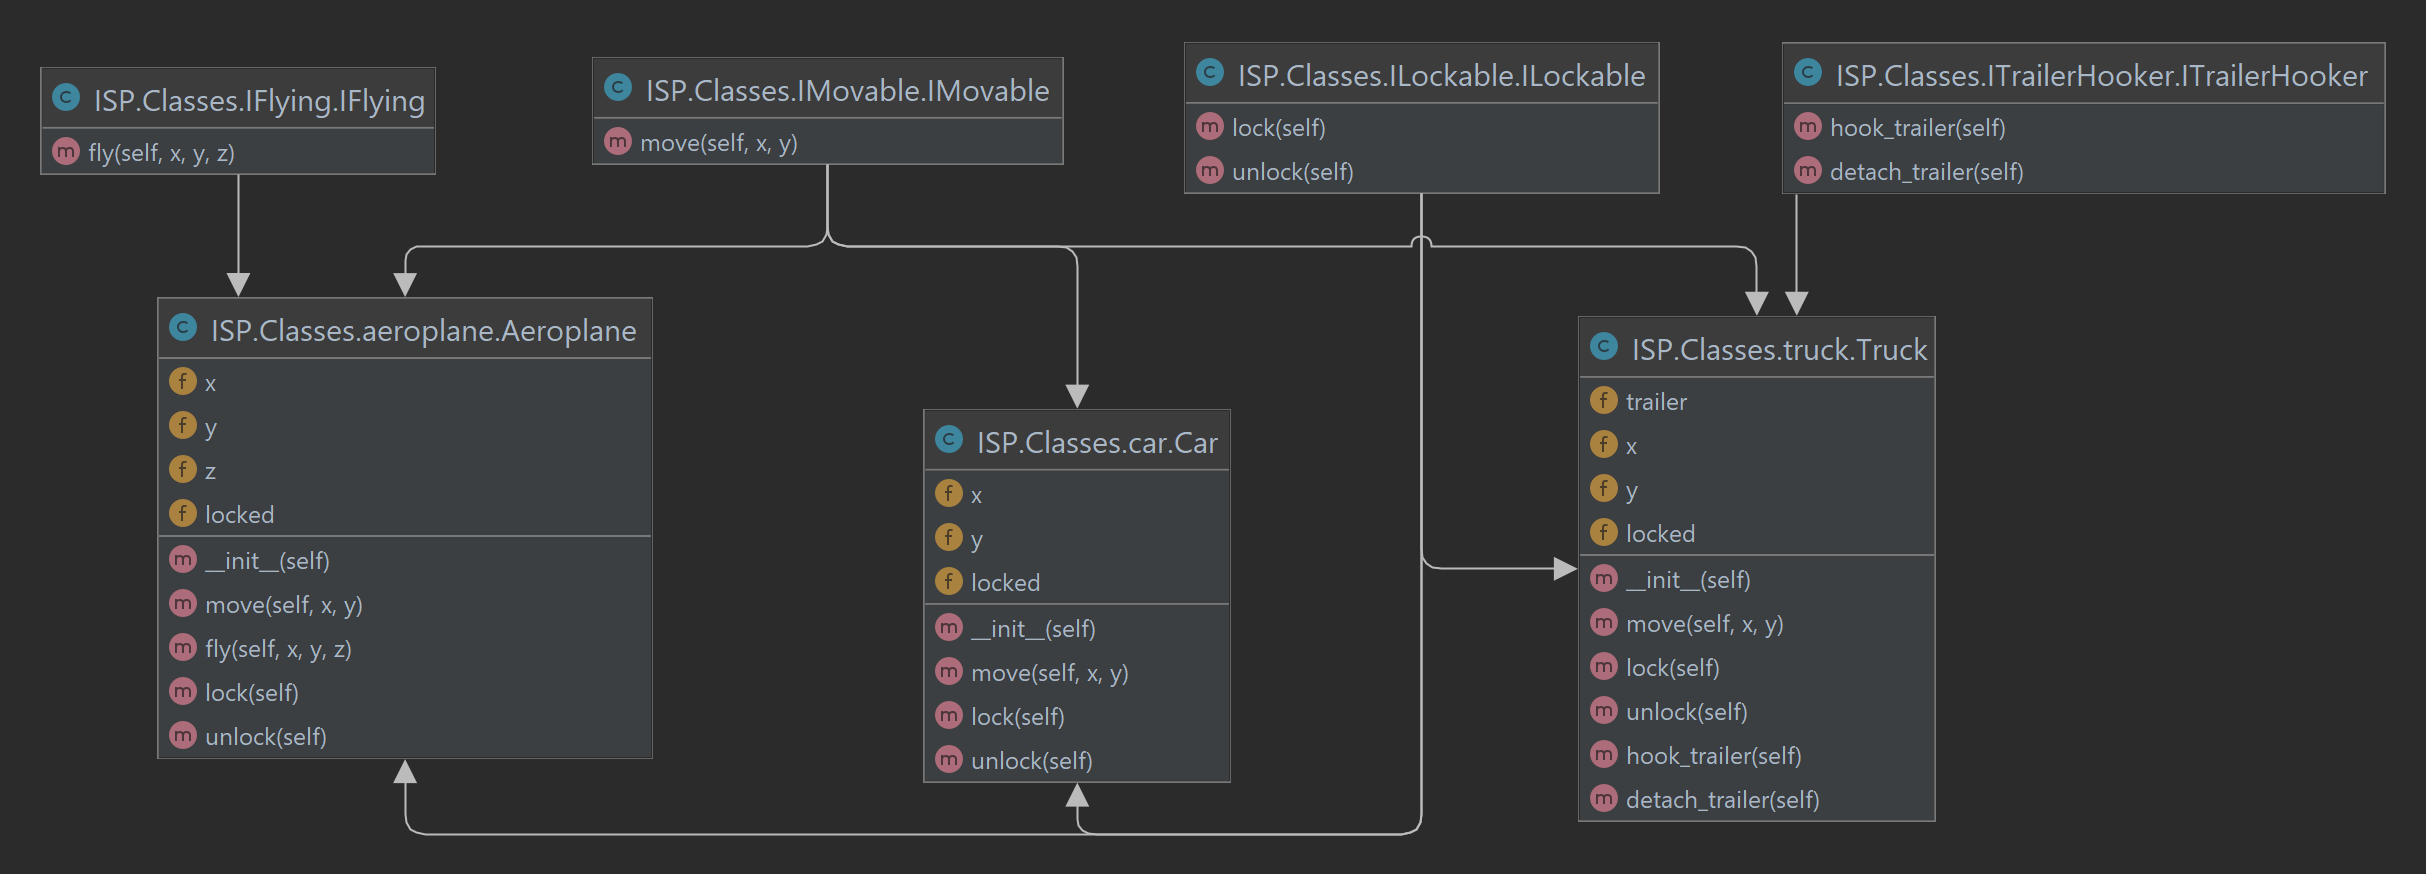 C ISP.Classes.IFlying.IFlying
m fly(self, x, y, z)
C ISP.Classes.IMovable.IMovable
m move(self, x, y)
C ISP.Classes.ILockable.ILockable
m lock(self)
m unlock(self)
C ISP.Classes.ITrailerHooker.ITrailerHooker
m hook_trailer(self)
m detach_trailer(self)
C ISP.Classes.aeroplane.Aeroplane
f x
f y
f z
f locked
m __init__(self)
m move(self, x, y)
m fly(self, x, y, z)
m lock(self)
m unlock(self)
C ISP.Classes.car.Car
f x
f y
f locked
m __init__(self)
m move(self, x, y)
m lock(self)
m unlock(self)
C ISP.Classes.truck.Truck
f trailer
f x
f y
f locked
m __init__(self)
m move(self, x, y)
m lock(self)
m unlock(self)
m hook_trailer(self)
m detach_trailer(self)